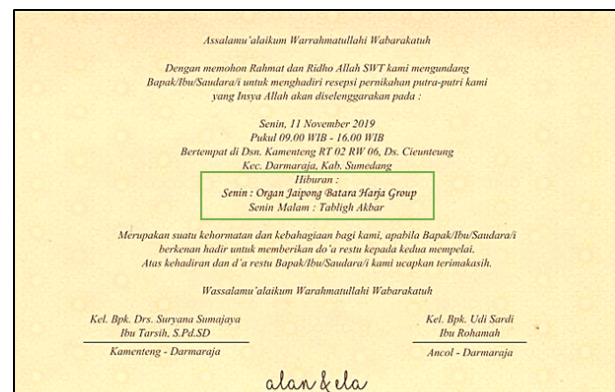 Assalamu'alaikum Warrahmatullahi Wabarakatuh
Dengan memohon Rahmat dan Ridho Allah SWT kami mengundang
Bapak/Ibu/Saudara/i untuk menghadiri resepsi pernikahan putra-putri kami
yang Insya Allah akan diselenggarakan pada :
Senin, 11 November 2019
Pukul 09.00 WIB - 16.00 WIB
Bertempat di Dsn. Kamenteng RT 02 RW 06, Ds. Cieunteung
Kec. Darmaraja, Kab. Sumedang
Hiburan :
Senin : Organ Jaipong Batara Harja Group
Senin Malam : Tabligh Akbar
Merupakan suatu kehormatan dan kebahagiaan bagi kami, apabila Bapak/Ibu/Saudara/i
berkenan hadir untuk memberikan do'a restu kepada kedua mempelai.
Atas kehadiran dan d'a restu Bapak/Ibu/Saudara/i kami ucapkan terimakasih.
Wassalamu'alaikum Warahmatullahi Wabarakatuh
Kel. Bpk. Drs. Suryana Sumajaya
Ibu Tarsih, S.Pd.SD
Kamenteng - Darmaraja
Kel. Bpk. Udi Sardi
Ibu Rohamah
Ancol - Darmaraja
alan & ela